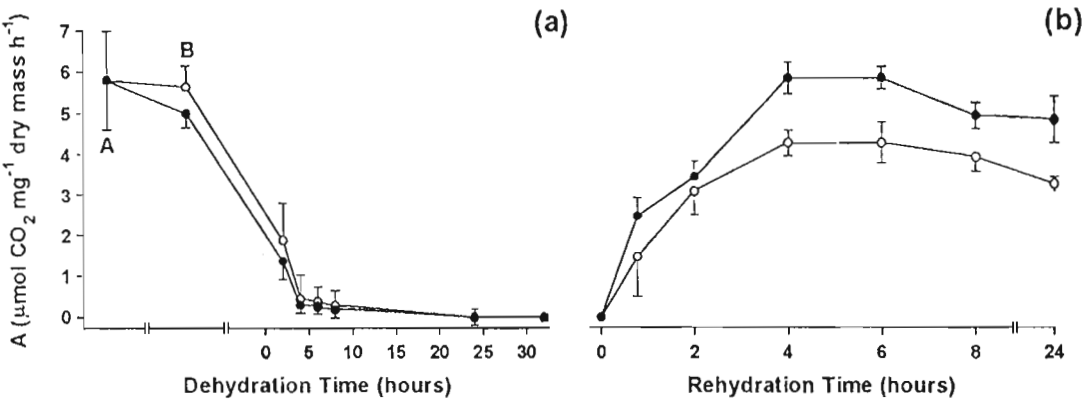 (a)
(b)
A (μmol CO₂ mg⁻¹ dry mass h⁻¹)
7
6
5
4
3
2
1
0
A
B
0 5 10 15 20 25 30
0 2 4 6 8 24
Dehydration Time (hours)
Rehydration Time (hours)